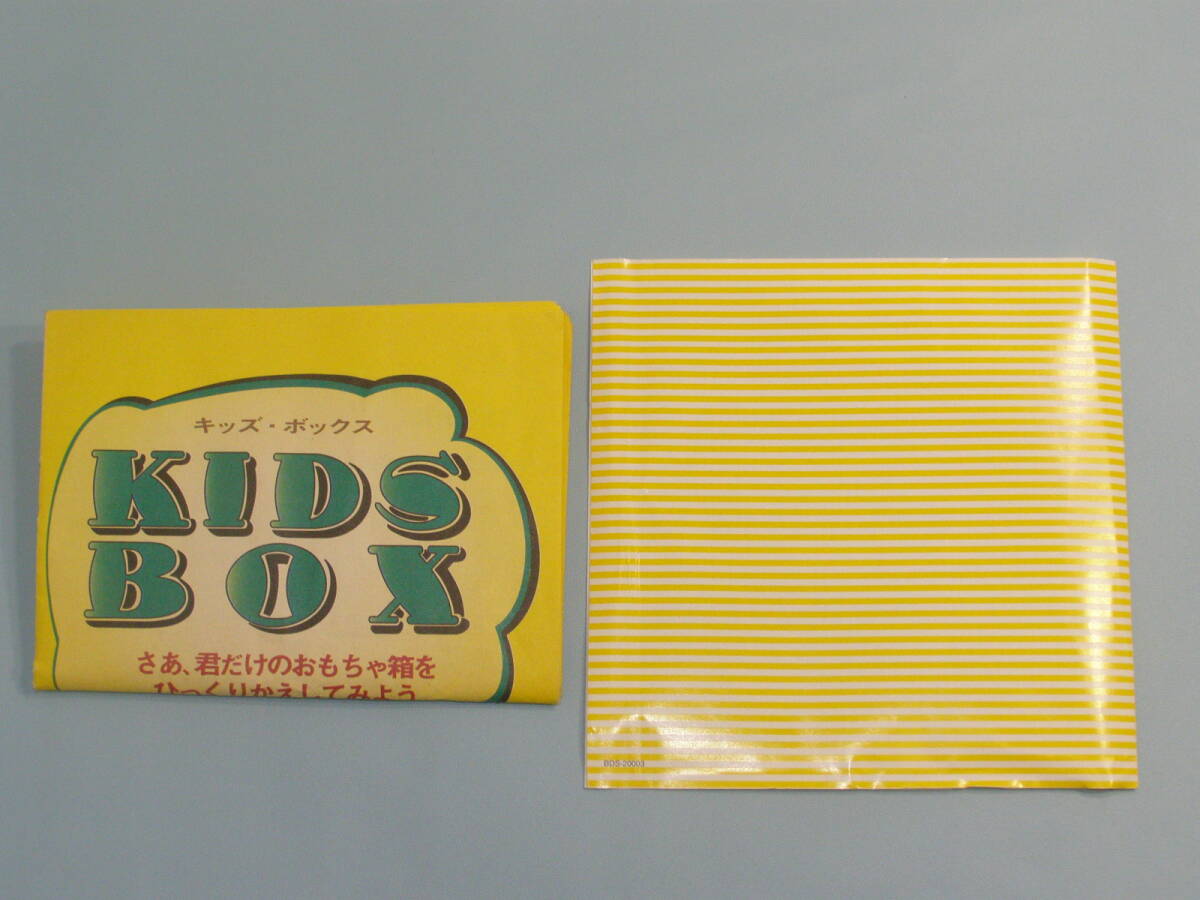 キッズ・ボックス
KIDS
BOX
さあ、君だけのおもちゃ箱を
ひっくりかえしてみよう
BDS-20003